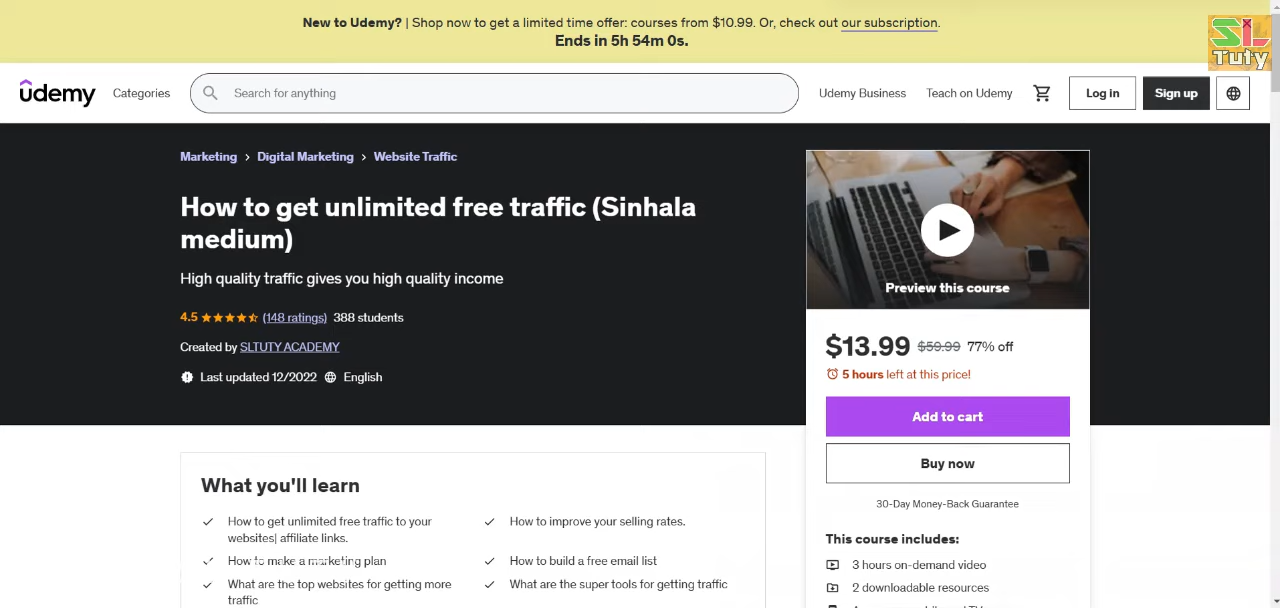 New to Udemy? | Shop now to get a limited time offer: courses from $10.99. Or, check out our subscription.
Ends in 5h 54m 0s.
SL
Tuty
udemy
Categories
Search for anything
Udemy Business
Teach on Udemy
Log in
Sign up
Marketing > Digital Marketing > Website Traffic
How to get unlimited free traffic (Sinhala
medium)
High quality traffic gives you high quality income
4.5 (148 ratings) 388 students
Created by SLTUTY ACADEMY
Last updated 12/2022 English
Preview this course
$13.99 $59.99 77% off
5 hours left at this price!
Add to cart
Buy now
30-Day Money-Back Guarantee
This course includes:
3 hours on-demand video
2 downloadable resources
What you'll learn
How to get unlimited free traffic to your
websites| affiliate links.
How to make a marketing plan
What are the top websites for getting more
traffic
How to improve your selling rates.
How to build a free email list
What are the super tools for getting traffic